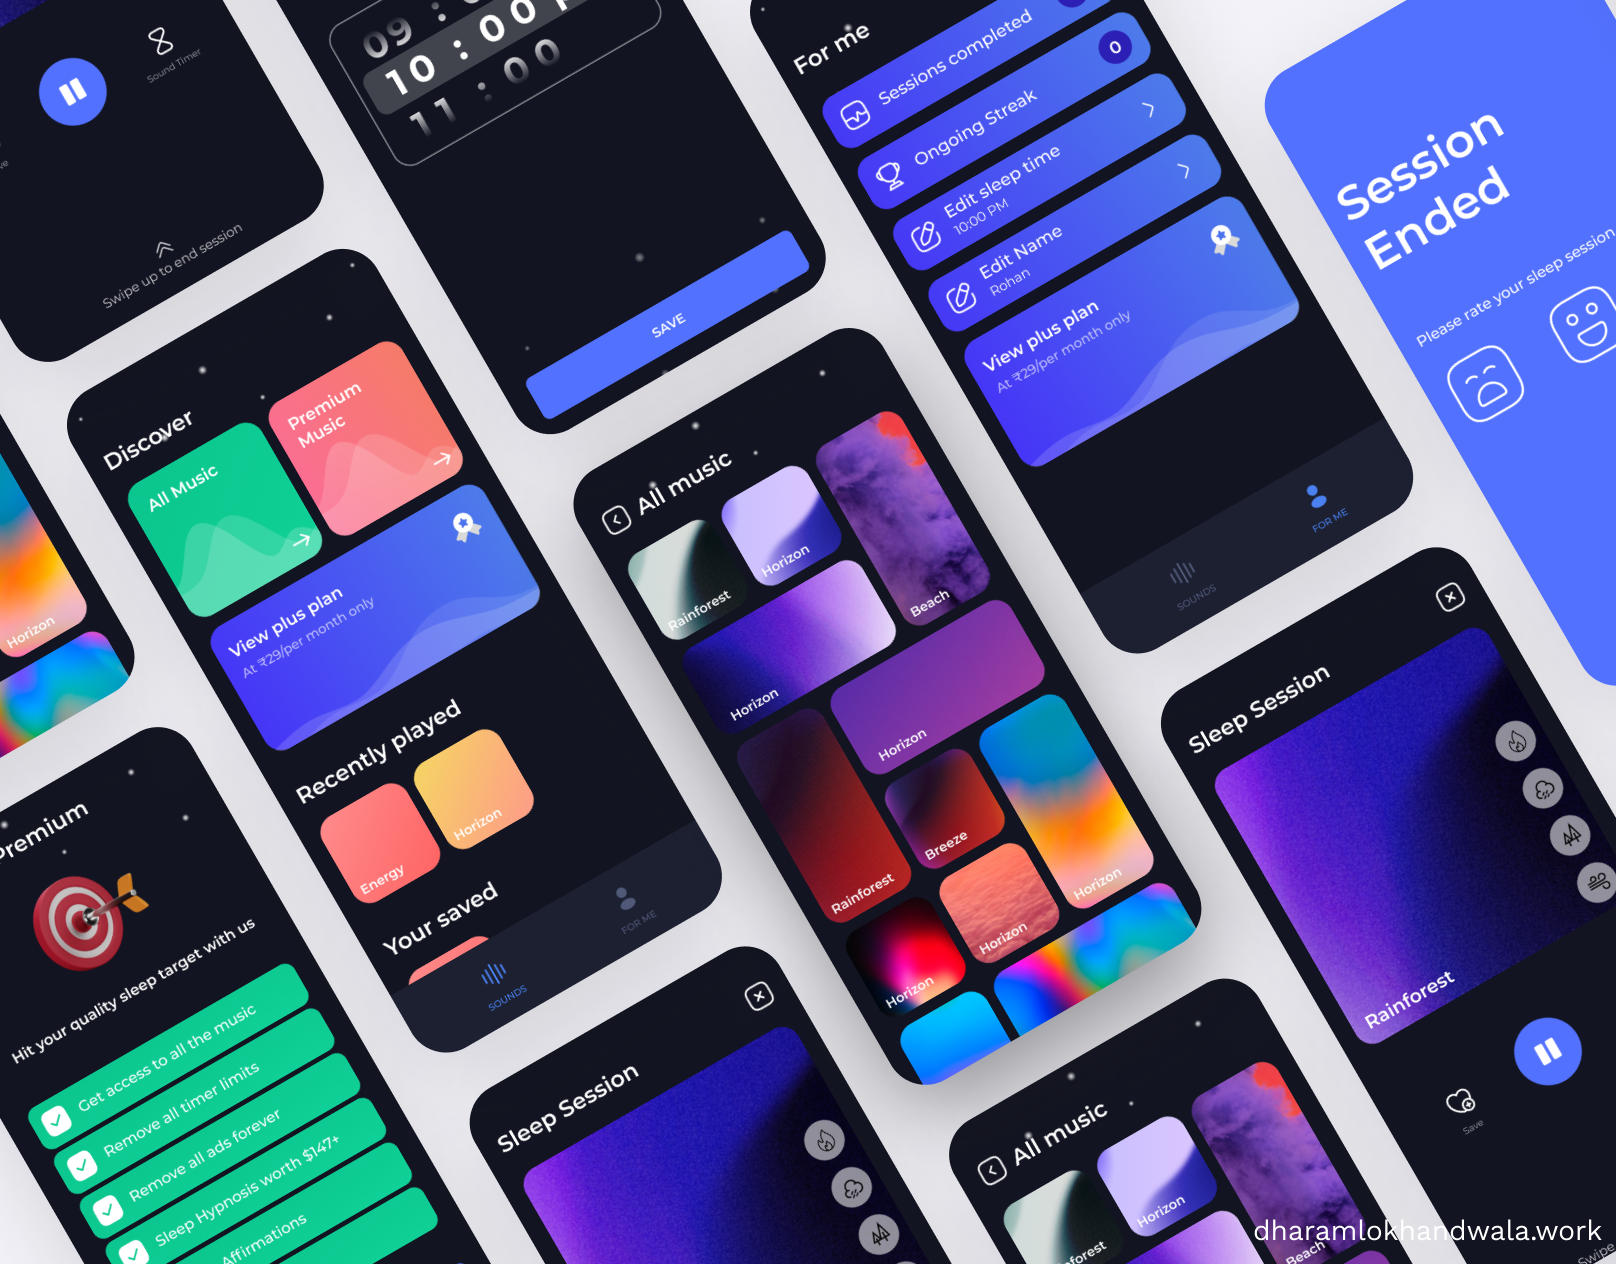 Sound Timer
Swipe up to end session
09 :
10 : 00
11 : 00
SAVE
For me
Sessions completed
Ongoing Streak
0
Edit sleep time
10:00 PM
Edit Name
Rohan
View plus plan
At ₹29/per month only
SOUNDS
FOR ME
Session
Ended
Please rate your sleep session
Horizon
Discover
All Music
Premium
Music
View plus plan
At ₹29/per month only
Recently played
Energy
Horizon
Your saved
SOUNDS
FOR ME
All music
Rainforest
Horizon
Beach
Horizon
Horizon
Rainforest
Breeze
Horizon
Horizon
Horizon
Sleep Session
Rainforest
Save
Premium
Hit your quality sleep target with us
Get access to all the music
Remove all timer limits
Remove all ads forever
Sleep Hypnosis worth $147+
Affirmations
Sleep Session
All music
Horizon
Beach
dharamlokhandwala.work